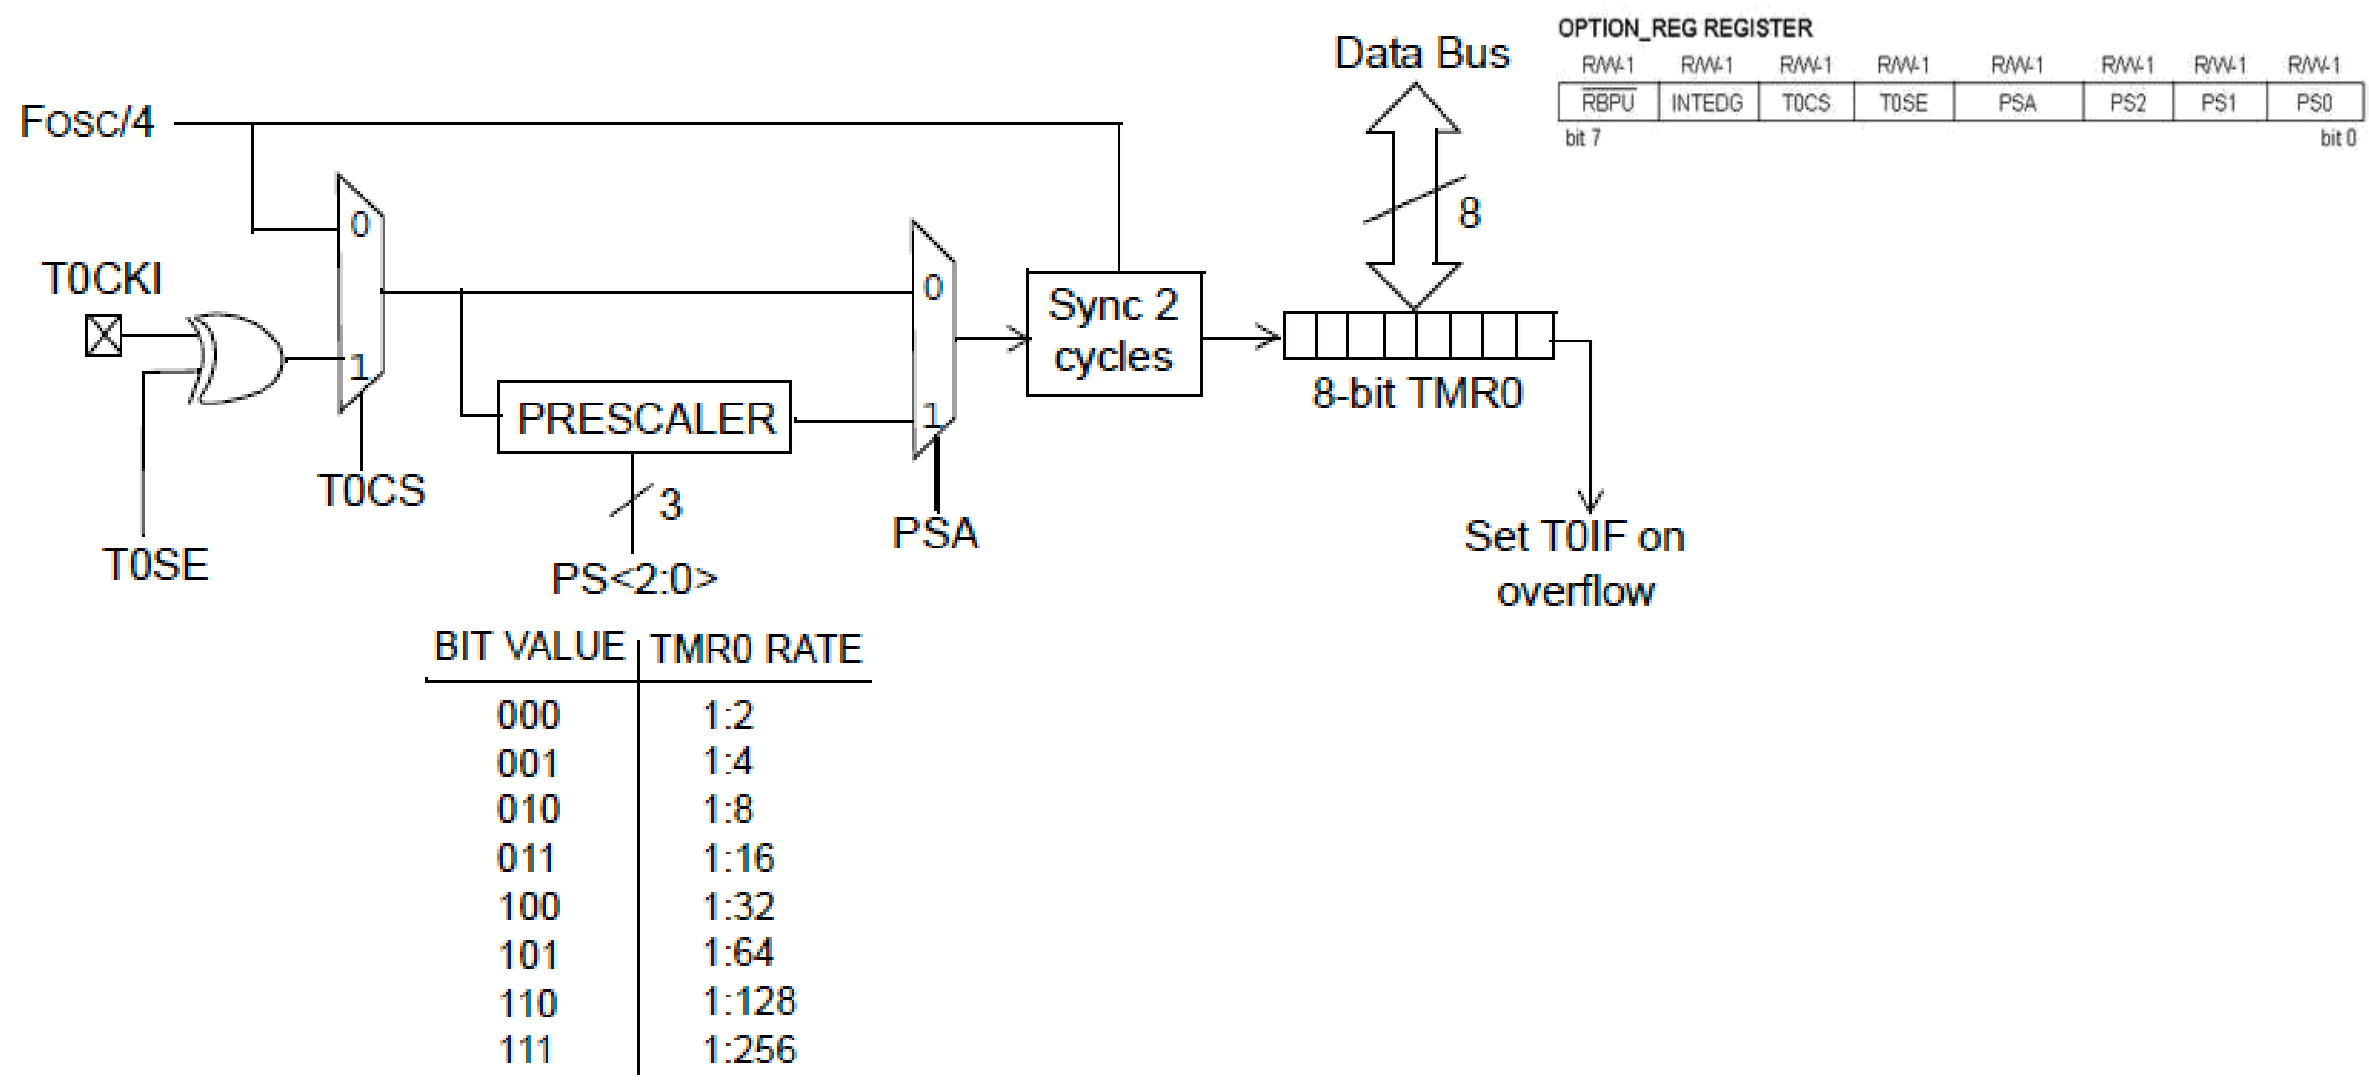 OPTION_REG REGISTER
R/W-1 R/W-1 R/W-1 R/W-1 R/W-1 R/W-1 R/W-1 R/W-1
RBPU INTEDG T0CS T0SE PSA PS2 PS1 PS0
bit 7 bit 0
Data Bus
8
Fosc/4
0
T0CKI
1
T0CS
T0SE
PRESCALER
3
PS<2:0>
0
1
PSA
Sync 2
cycles
8-bit TMR0
Set T0IF on
overflow
BIT VALUE TMR0 RATE
000 1:2
001 1:4
010 1:8
011 1:16
100 1:32
101 1:64
110 1:128
111 1:256